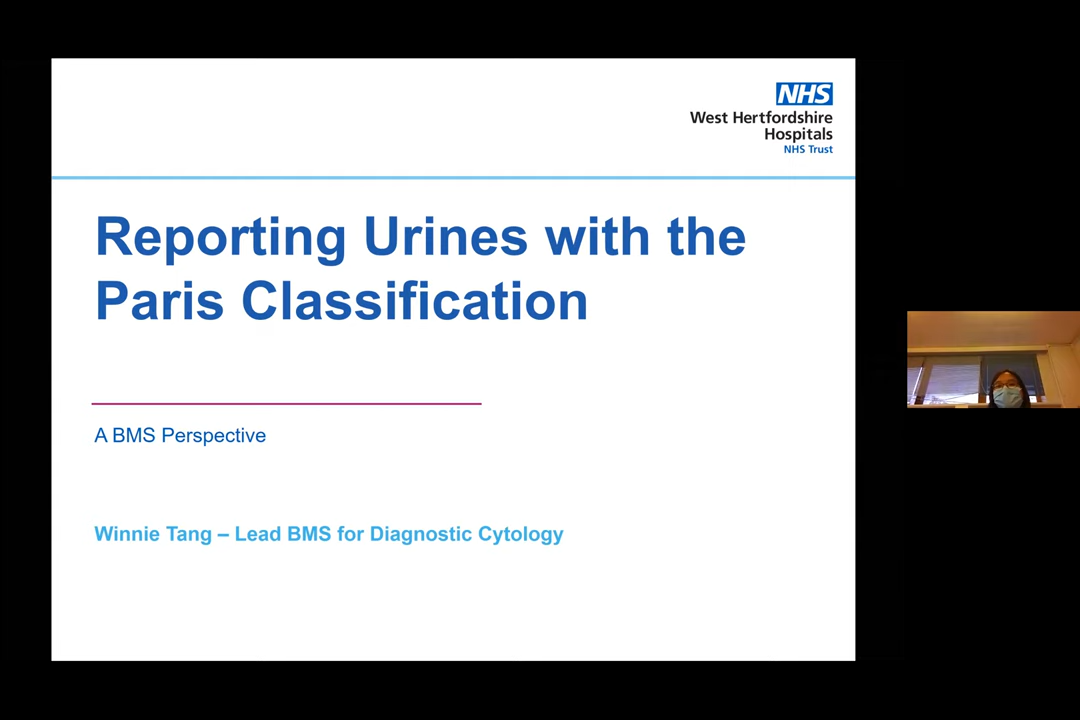 NHS
West Hertfordshire
Hospitals
NHS Trust
Reporting Urines with the
Paris Classification
A BMS Perspective
Winnie Tang – Lead BMS for Diagnostic Cytology